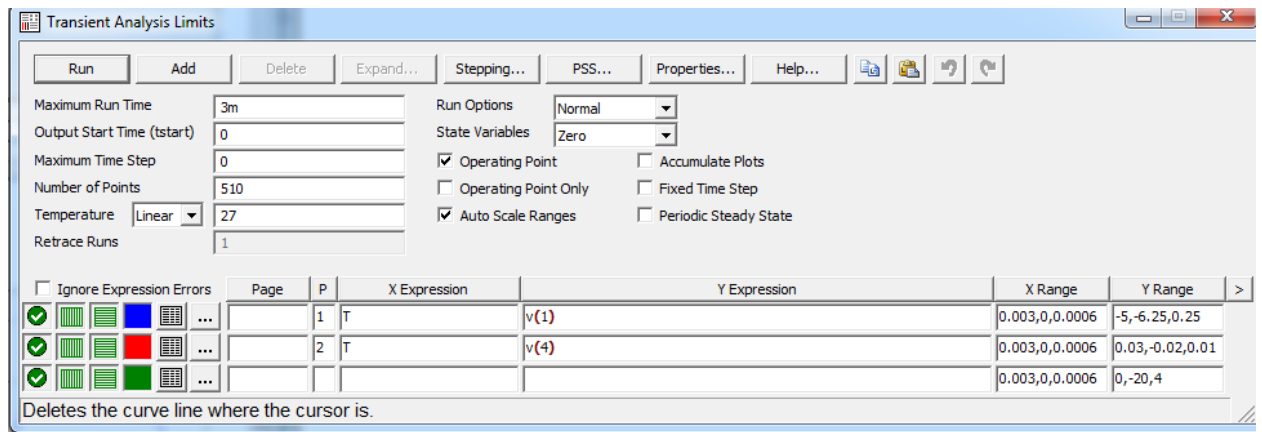 Transient Analysis Limits
Run Add Delete Expand... Stepping... PSS... Properties... Help...
Maximum Run Time 3m Run Options Normal
Output Start Time (tstart) 0 State Variables Zero
Maximum Time Step 0 Operating Point Accumulate Plots
Number of Points 510 Operating Point Only Fixed Time Step
Temperature Linear 27 Auto Scale Ranges Periodic Steady State
Retrace Runs 1
Ignore Expression Errors Page P X Expression Y Expression X Range Y Range >
... 1 T v(1) 0.003,0,0.0006 -5,-6.25,0.25
... 2 T v(4) 0.003,0,0.0006 0.03,-0.02,0.01
... 0.003,0,0.0006 0,-20,4
Deletes the curve line where the cursor is.